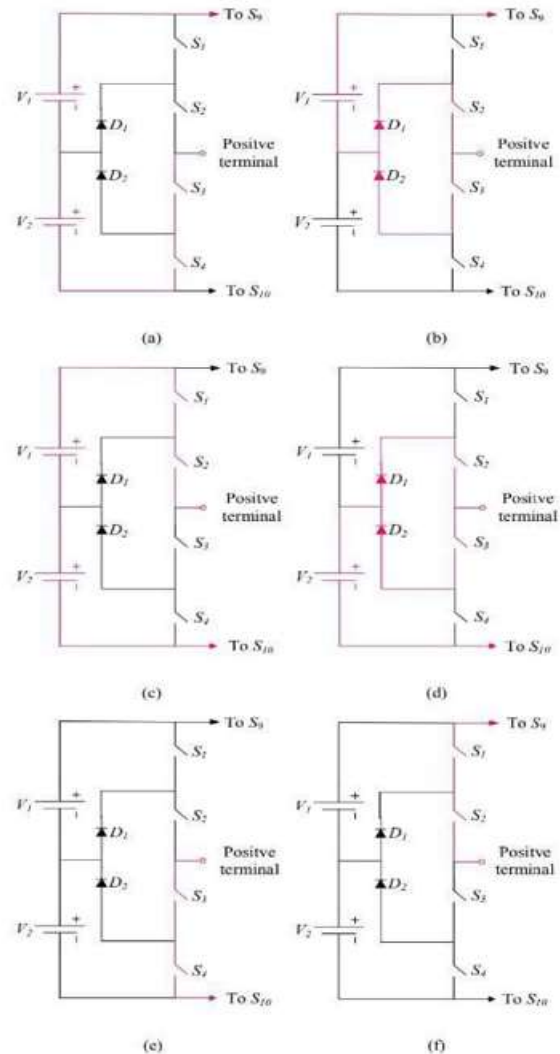 To S9
S1
V1
+
-
S2
D1
Positve
terminal
D2
S3
V2
+
-
S4
To S10
(a)
To S9
S1
V1
+
-
S2
D1
Positve
terminal
D2
S3
V2
+
-
S4
To S10
(b)
To S9
S1
V1
+
-
S2
D1
Positve
terminal
D2
S3
V2
+
-
S4
To S10
(c)
To S9
S1
V1
+
-
S2
D1
Positve
terminal
D2
S3
V2
+
-
S4
To S10
(d)
To S9
S1
V1
+
-
S2
D1
Positve
terminal
D2
S3
V2
+
-
S4
To S10
(e)
To S9
S1
V1
+
-
S2
D1
Positve
terminal
D2
S3
V2
+
-
S4
To S10
(f)